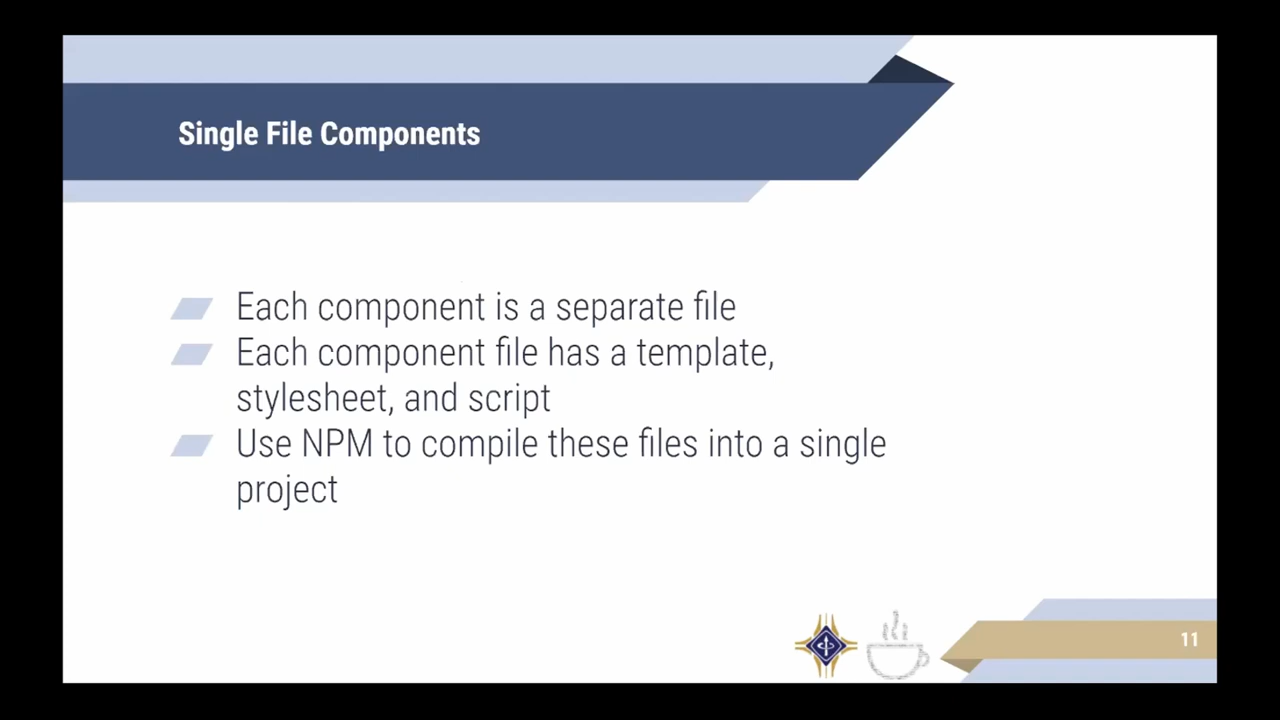 Single File Components
Each component is a separate file
Each component file has a template,
stylesheet, and script
Use NPM to compile these files into a single
project
11